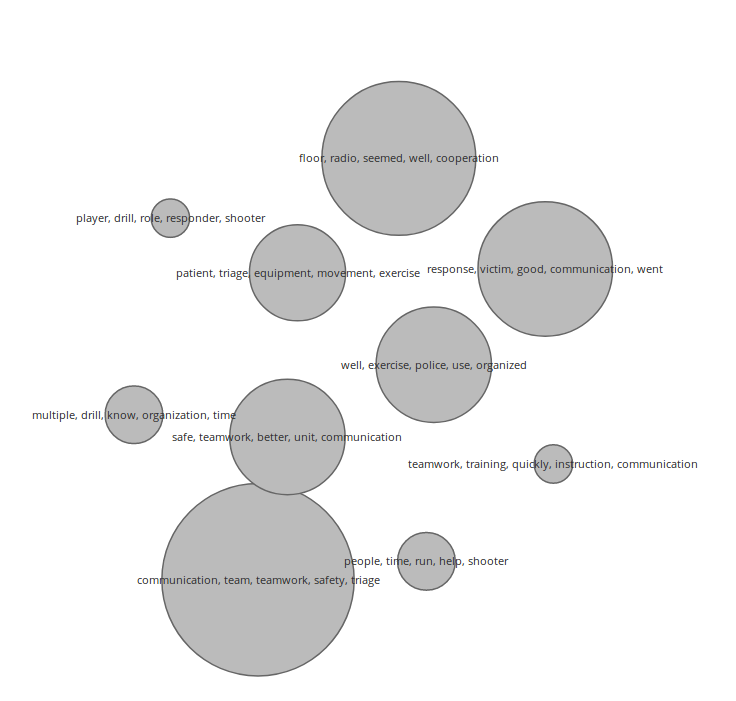 floor, radio, seemed, well, cooperation
player, drill, role, responder, shooter
patient, triage, equipment, movement, exercise
response, victim, good, communication, went
well, exercise, police, use, organized
multiple, drill, know, organization, time
safe, teamwork, better, unit, communication
teamwork, training, quickly, instruction, communication
people, time, run, help, shooter
communication, team, teamwork, safety, triage